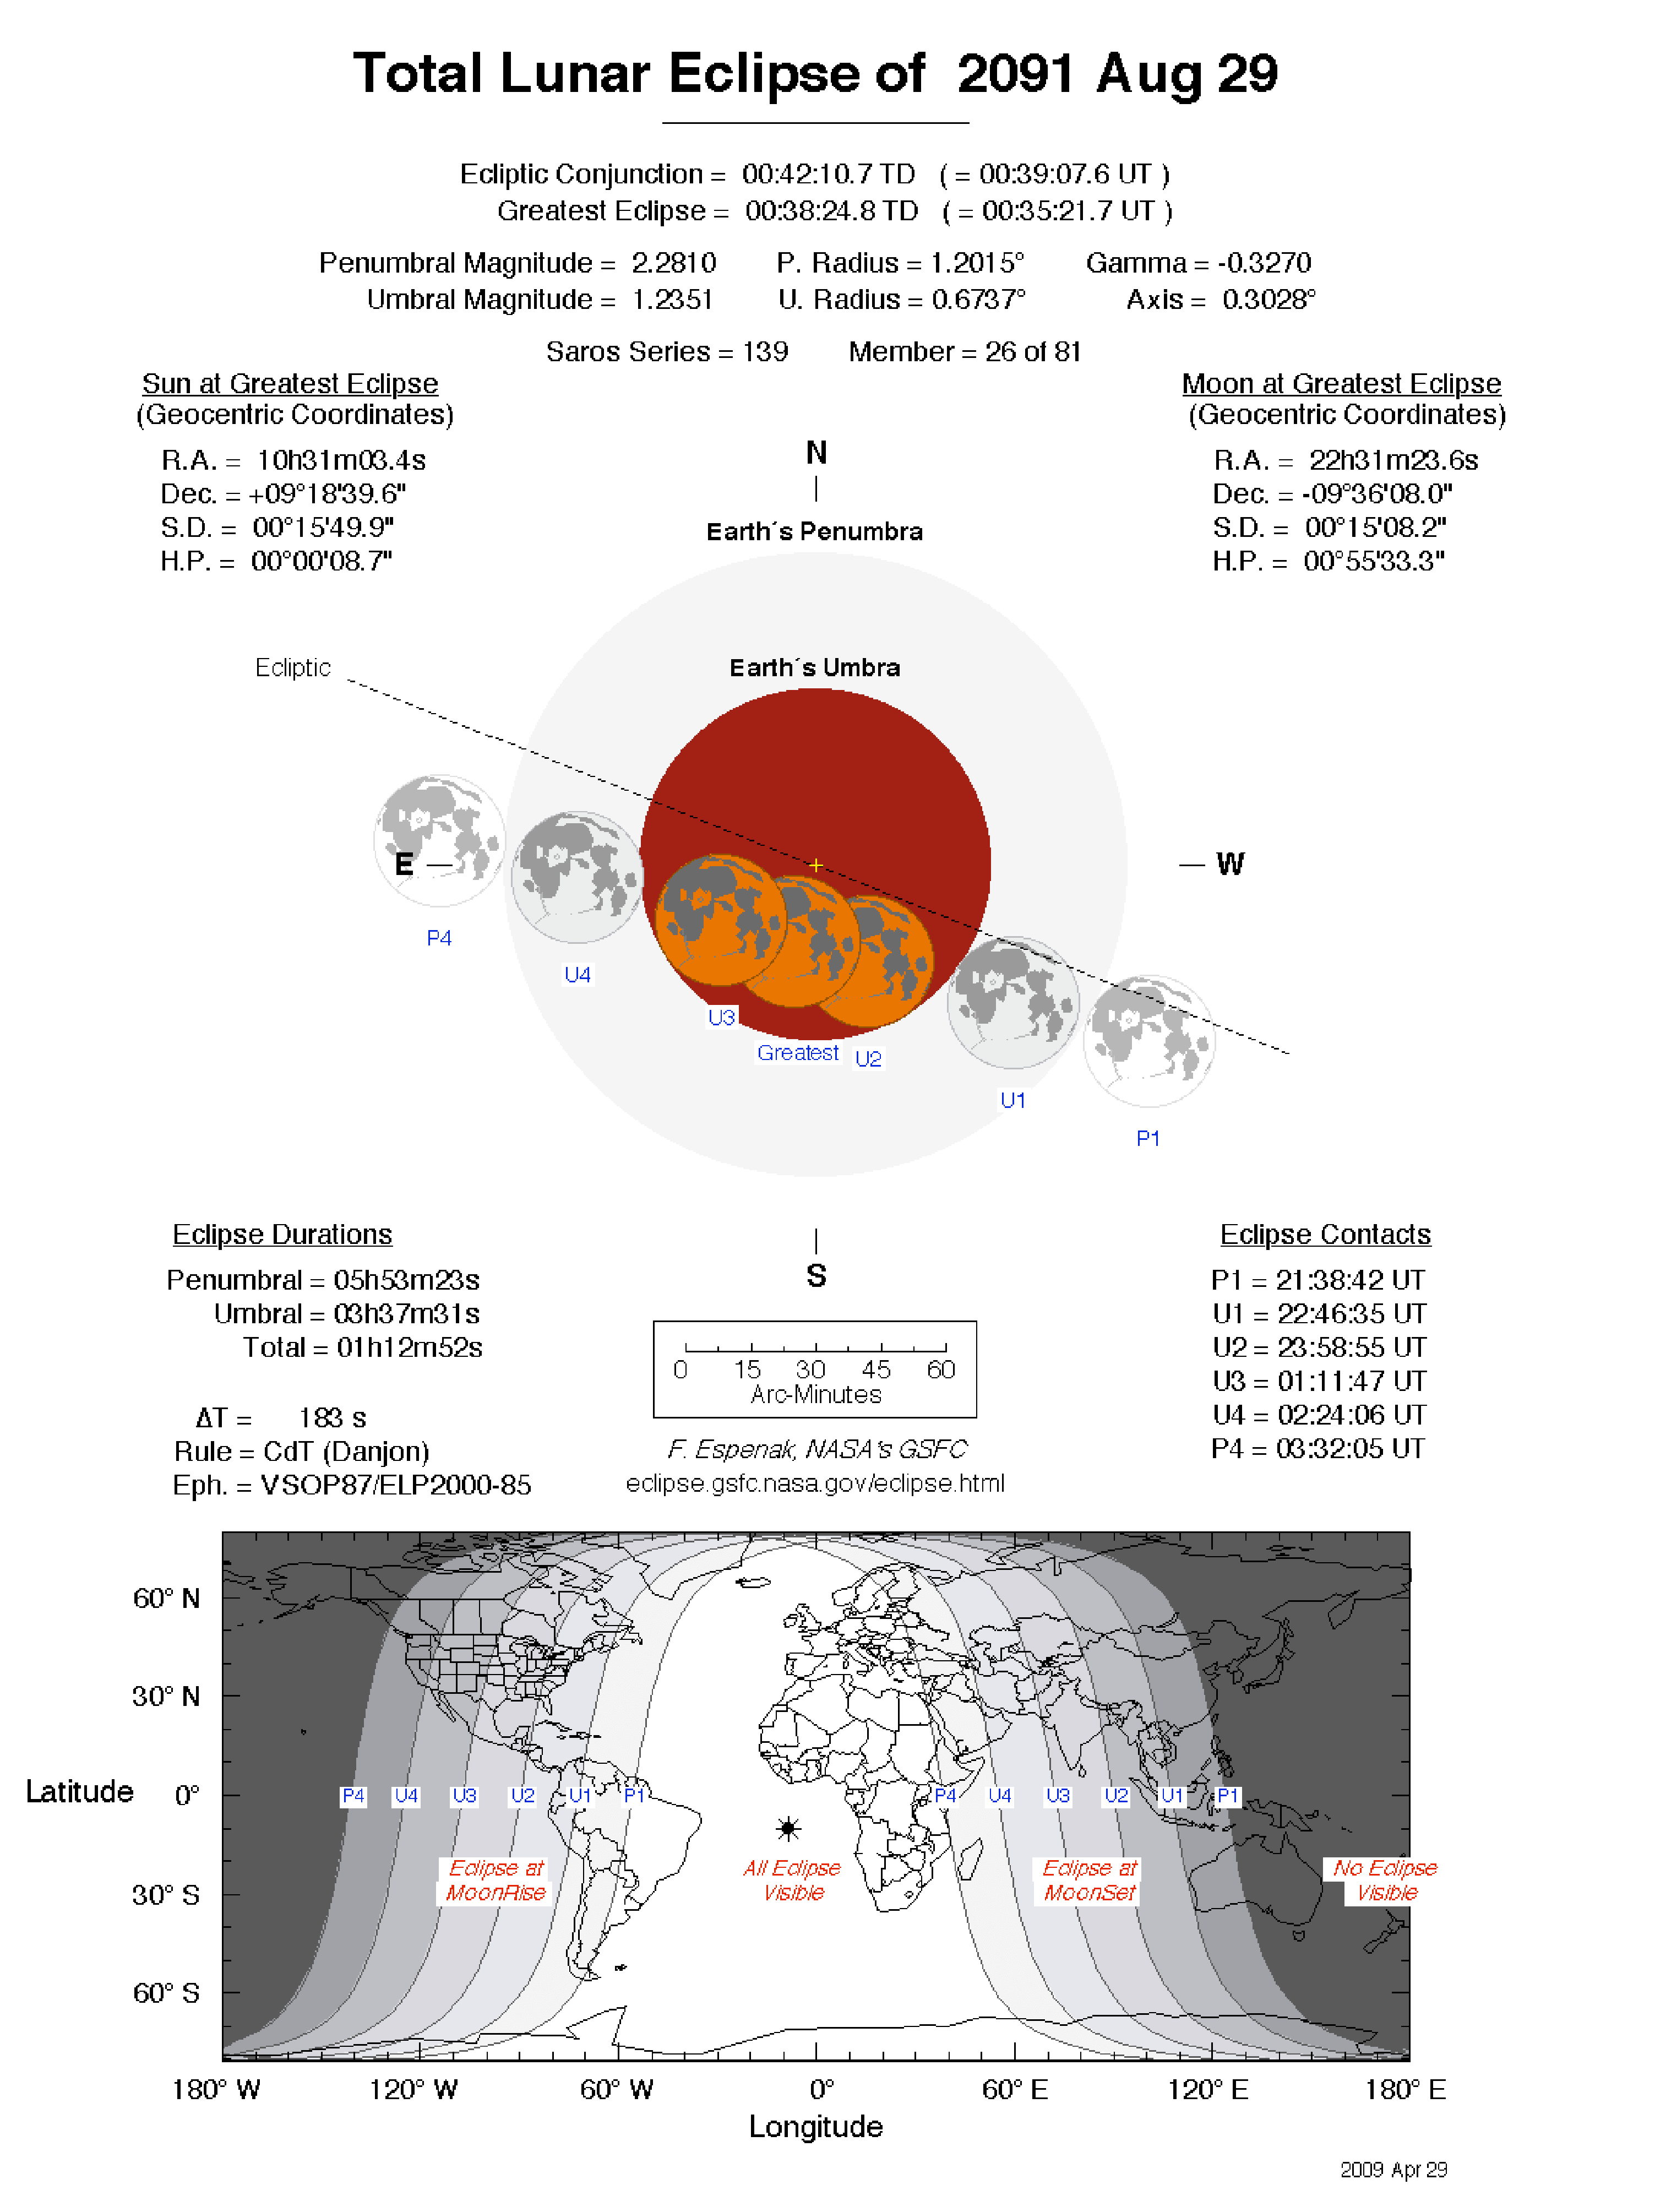 Total Lunar Eclipse of 2091 Aug 29
Ecliptic Conjunction = 00:42:10.7 TD ( = 00:39:07.6 UT )
Greatest Eclipse = 00:38:24.8 TD ( = 00:35:21.7 UT )
Penumbral Magnitude = 2.2810 P. Radius = 1.2015° Gamma = -0.3270
Umbral Magnitude = 1.2351 U. Radius = 0.6737° Axis = 0.3028°
Saros Series = 139 Member = 26 of 81
Sun at Greatest Eclipse
(Geocentric Coordinates)
R.A. = 10h31m03.4s
Dec. = +09°18'39.6"
S.D. = 00°15'49.9"
H.P. = 00°00'08.7"
Moon at Greatest Eclipse
(Geocentric Coordinates)
R.A. = 22h31m23.6s
Dec. = -09°36'08.0"
S.D. = 00°15'08.2"
H.P. = 00°55'33.3"
N
Earth´s Penumbra
Ecliptic
Earth´s Umbra
E
W
P4
U4
U3
Greatest
U2
U1
P1
S
Eclipse Durations
Penumbral = 05h53m23s
Umbral = 03h37m31s
Total = 01h12m52s
ΔT = 183 s
Rule = CdT (Danjon)
Eph. = VSOP87/ELP2000-85
0 15 30 45 60
Arc-Minutes
F. Espenak, NASA's GSFC
eclipse.gsfc.nasa.gov/eclipse.html
Eclipse Contacts
P1 = 21:38:42 UT
U1 = 22:46:35 UT
U2 = 23:58:55 UT
U3 = 01:11:47 UT
U4 = 02:24:06 UT
P4 = 03:32:05 UT
60° N
30° N
Latitude 0°
30° S
60° S
P4 U4 U3 U2 U1 P1 P4 U4 U3 U2 U1 P1
Eclipse at
MoonRise
All Eclipse
Visible
Eclipse at
MoonSet
No Eclipse
Visible
180° W 120° W 60° W 0° 60° E 120° E 180° E
Longitude
2009 Apr 29